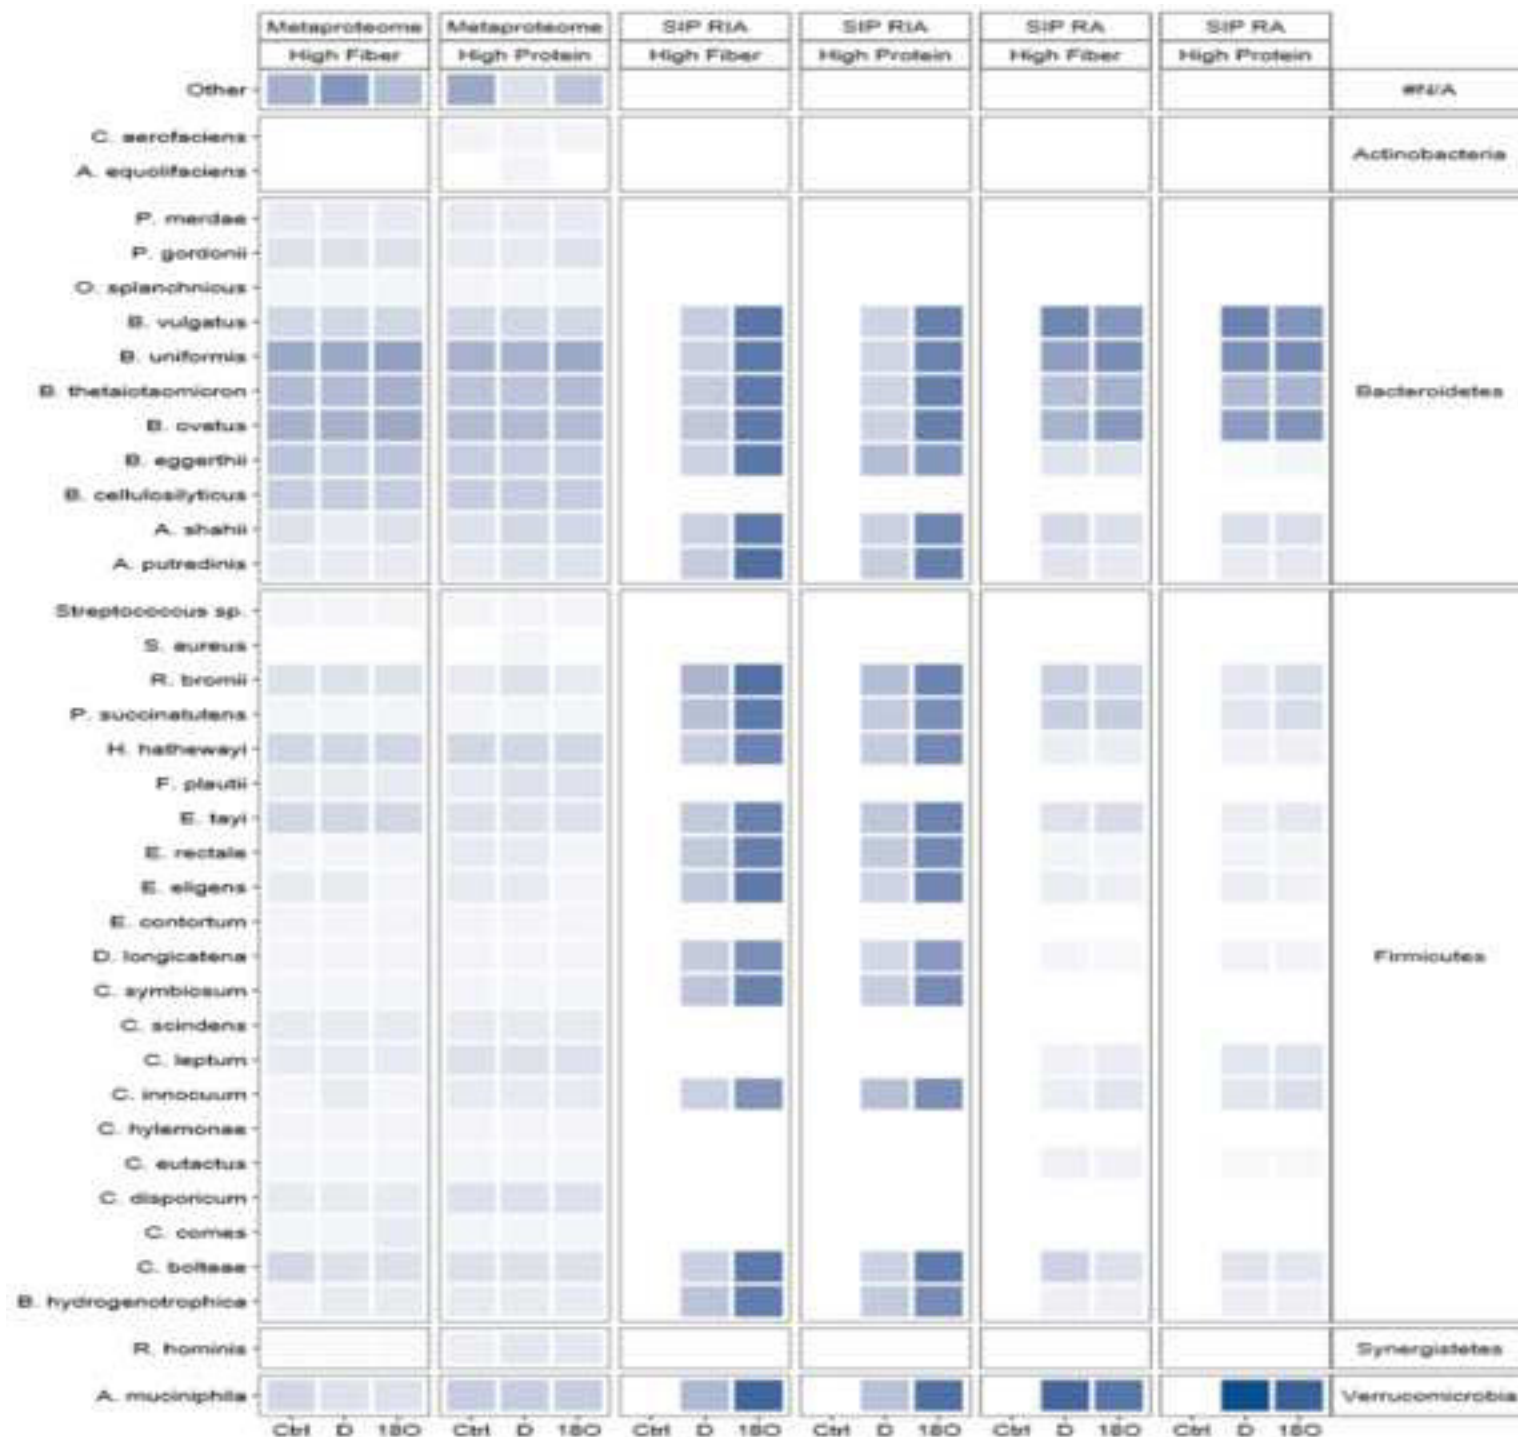 Metaproteome Metaproteome SIP RIA SIP RIA SIP RA SIP RA
High Fiber High Protein High Fiber High Protein High Fiber High Protein
Other #N/A
C. aerofaciens
Actinobacteria
A. equolifaciens
P. merdae
P. gordonii
O. splanchnicus
B. vulgatus
B. uniformis
B. thetaiotaomicron Bacteroidetes
B. ovatus
B. eggerthii
B. cellulosilyticus
A. shahii
A. putredinis
Streptococcus sp.
S. aureus
R. bromii
P. succinatutens
H. hathewayi
F. plautii
E. tayi
E. rectale
E. eligens
E. contortum
D. longicatena Firmicutes
C. symbiosum
C. scindens
C. leptum
C. innocuum
C. hylemonae
C. eutactus
C. disporicum
C. comes
C. bolteae
B. hydrogenotrophica
R. hominis Synergistetes
A. muciniphila Verrucomicrobia
Ctrl D 18O Ctrl D 18O Ctrl D 18O Ctrl D 18O Ctrl D 18O Ctrl D 18O